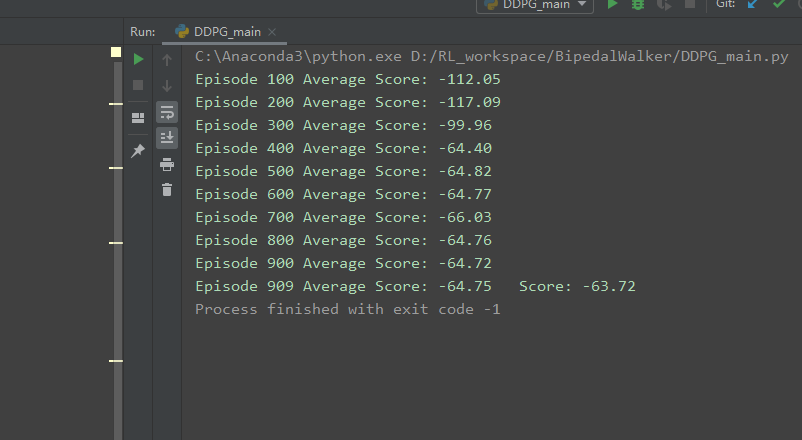 DDPG_main Git:
Run: DDPG_main
C:\Anaconda3\python.exe D:/RL_workspace/BipedalWalker/DDPG_main.py
Episode 100 Average Score: -112.05
Episode 200 Average Score: -117.09
Episode 300 Average Score: -99.96
Episode 400 Average Score: -64.40
Episode 500 Average Score: -64.82
Episode 600 Average Score: -64.77
Episode 700 Average Score: -66.03
Episode 800 Average Score: -64.76
Episode 900 Average Score: -64.72
Episode 909 Average Score: -64.75   Score: -63.72
Process finished with exit code -1